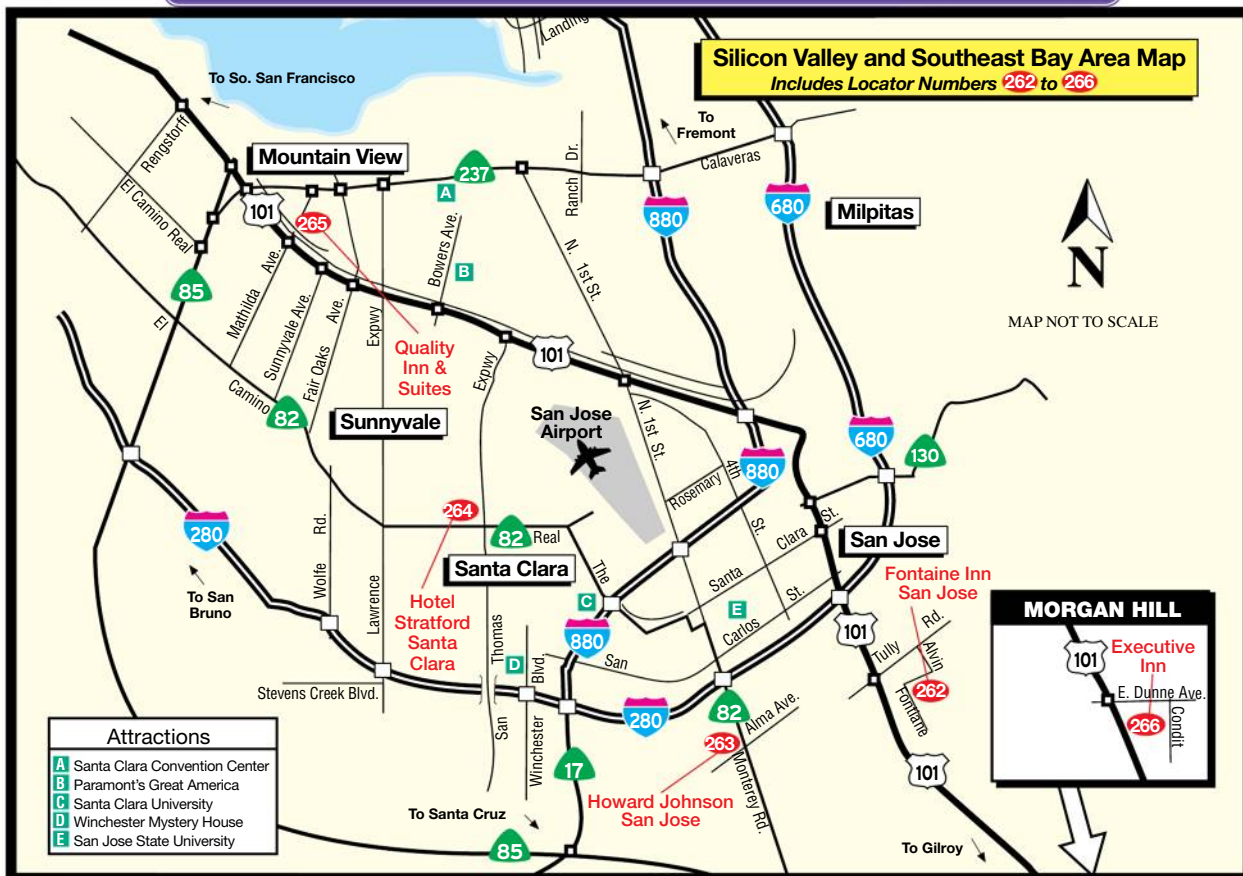 Silicon Valley and Southeast Bay Area Map
Includes Locator Numbers 262 to 266
Landing
To So. San Francisco
To
Fremont
Calaveras
Rengstorff
Mountain View
237
Ranch Dr.
A
El Camino Real
101
265
880
680
Milpitas
Bowers Ave.
B
N. 1st St.
N
85
Mathilda Ave.
Sunnyvale Ave.
Fair Oaks Ave.
Expwy
MAP NOT TO SCALE
El
Camino
Quality
Inn &
Suites
Expwy
101
82
Sunnyvale
San Jose
Airport
N. 1st St.
680
130
880
4th
Rosemary
St.
264
280
Wolfe Rd.
82
Real
Clara St.
San Jose
Santa Clara
The
Santa
Fontaine Inn
San Jose
To San
Bruno
Lawrence
Hotel
Stratford
Santa
Clara
C
E
St.
Carlos
MORGAN HILL
880
101
Tully Rd.
Alvin
101
Executive
Inn
Thomas
D
Blvd.
San
E. Dunne Ave.
262
Fontlane
266
Condit
Stevens Creek Blvd.
280
82
Alma Ave.
San
Winchester
263
Attractions
A Santa Clara Convention Center
B Paramont's Great America
C Santa Clara University
D Winchester Mystery House
E San Jose State University
17
101
Howard Johnson
San Jose
Monterey Rd.
To Santa Cruz
85
To Gilroy